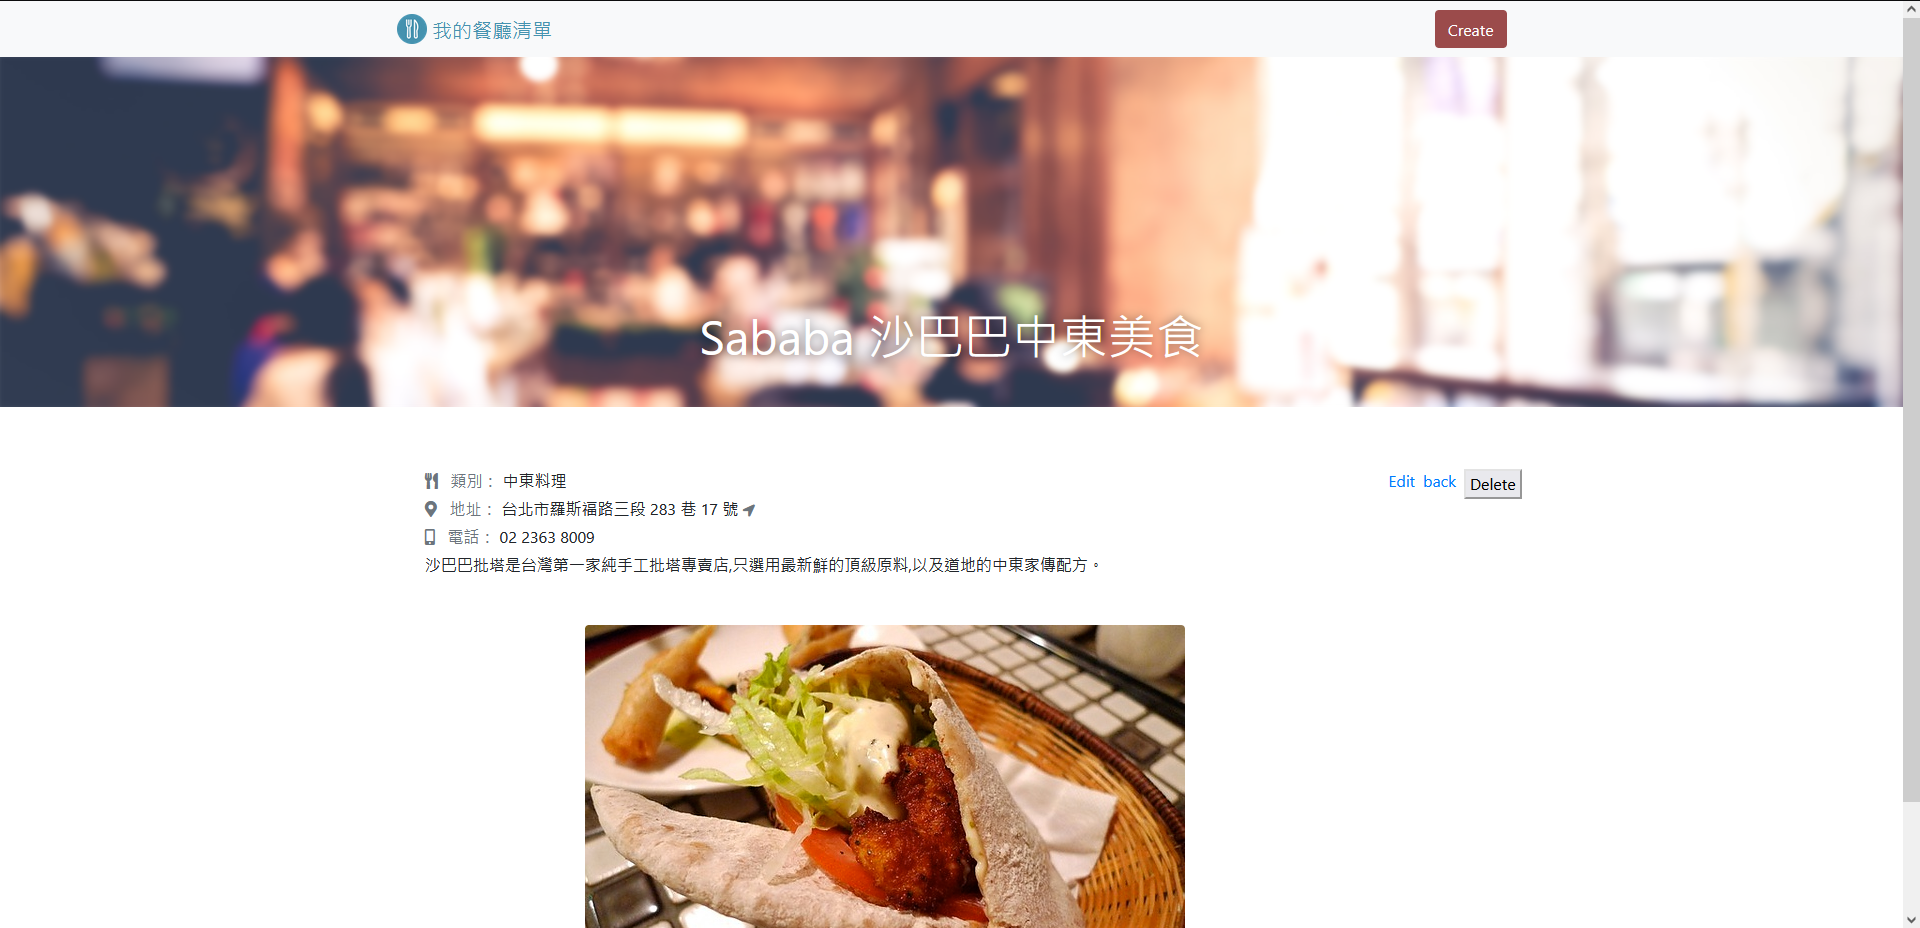 我的餐廳清單
Create
Sababa 沙巴巴中東美食
類別： 中東料理
Edit back Delete
地址： 台北市羅斯福路三段 283 巷 17 號
電話： 02 2363 8009
沙巴巴批塔是台灣第一家純手工批塔專賣店,只選用最新鮮的頂級原料,以及道地的中東家傳配方。